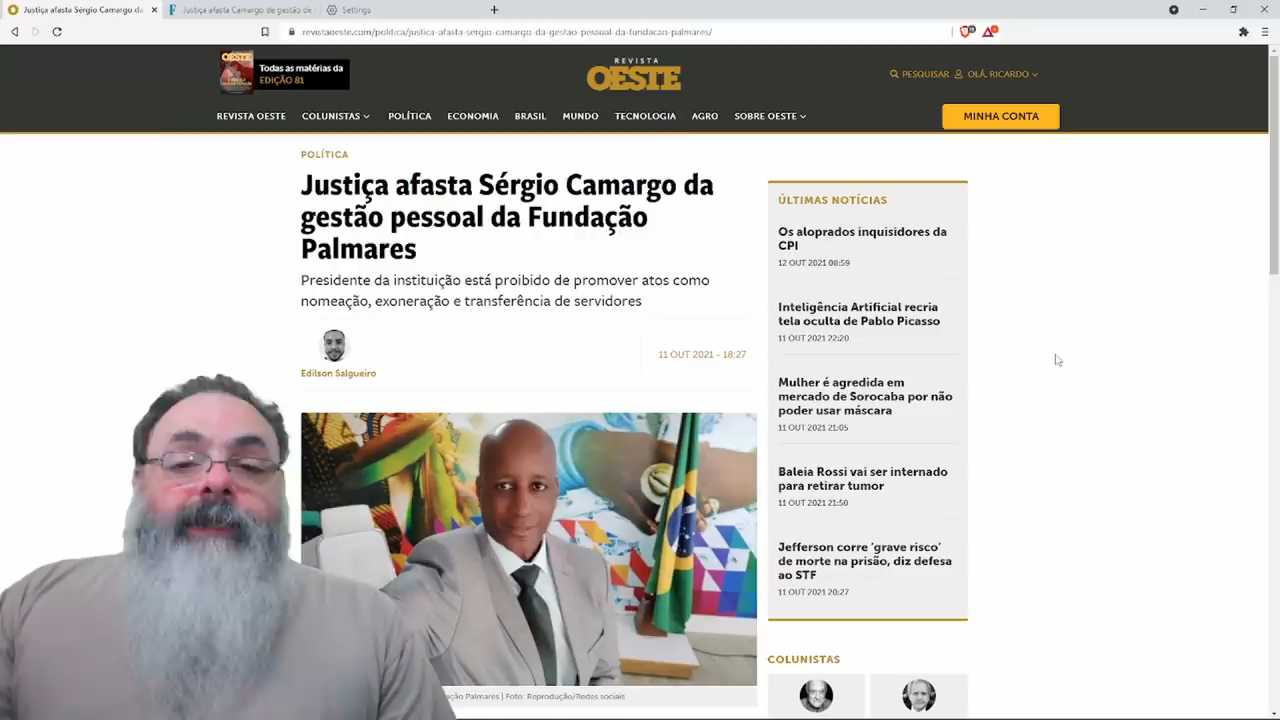 Justiça afasta Sérgio Camargo da
Justiça afasta Camargo de gestão de
Settings
revistaoeste.com/politica/justica-afasta-sergio-camargo-da-gestao-pessoal-da-fundacao-palmares/
OESTE
Todas as matérias da
EDIÇÃO 81
REVISTA
OESTE
PESQUISAR
OLÁ, RICARDO
REVISTA OESTE
COLUNISTAS
POLÍTICA
ECONOMIA
BRASIL
MUNDO
TECNOLOGIA
AGRO
SOBRE OESTE
MINHA CONTA
POLÍTICA
Justiça afasta Sérgio Camargo da
gestão pessoal da Fundação
Palmares
Presidente da instituição está proibido de promover atos como
nomeação, exoneração e transferência de servidores
Edilson Salgueiro
11 OUT 2021 - 18:27
ção Palmares | Foto: Reprodução/Redes sociais
ÚLTIMAS NOTÍCIAS
Os aloprados inquisidores da
CPI
12 OUT 2021 08:59
Inteligência Artificial recria
tela oculta de Pablo Picasso
11 OUT 2021 22:20
Mulher é agredida em
mercado de Sorocaba por não
poder usar máscara
11 OUT 2021 21:05
Baleia Rossi vai ser internado
para retirar tumor
11 OUT 2021 21:50
Jefferson corre 'grave risco'
de morte na prisão, diz defesa
ao STF
11 OUT 2021 20:27
COLUNISTAS